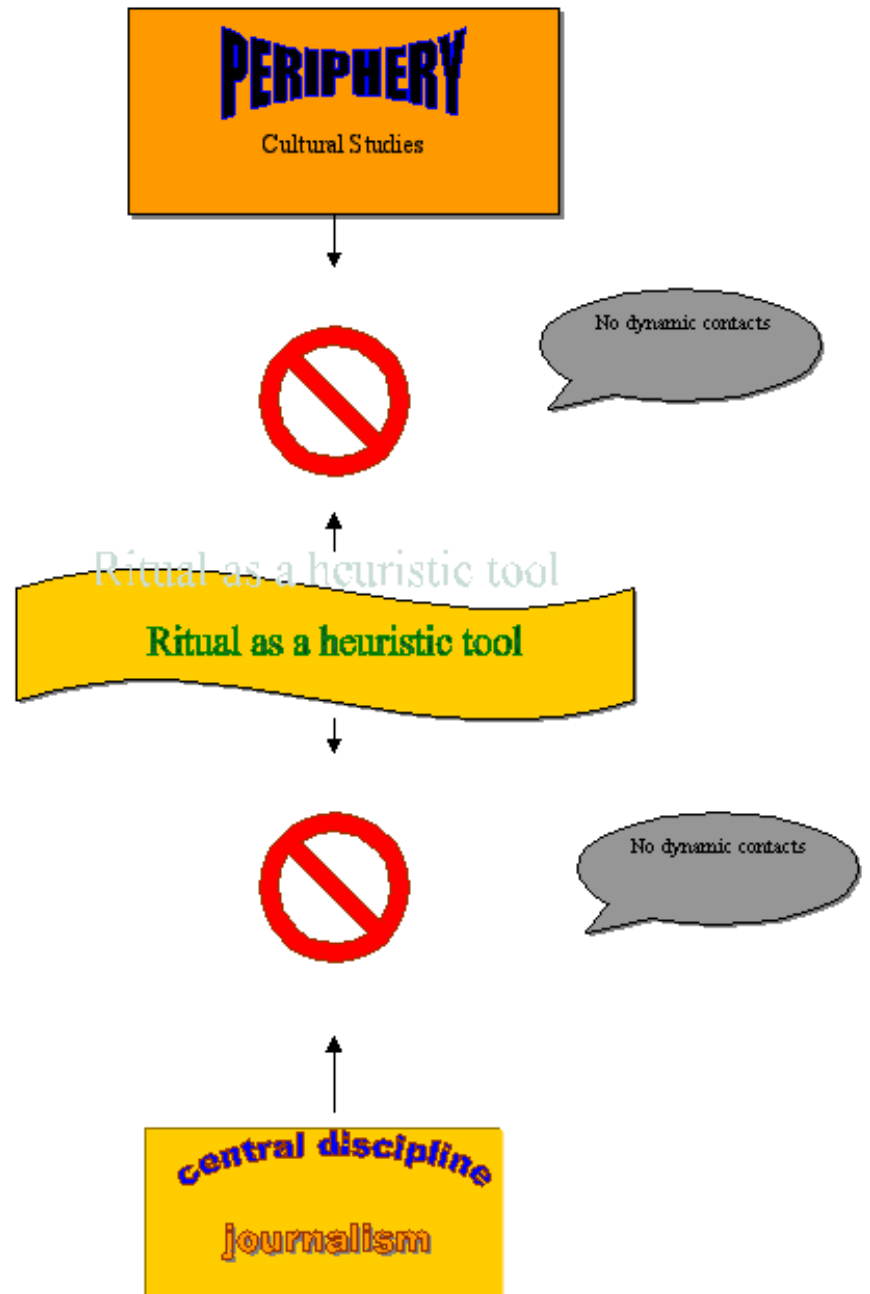 PERIPHERY
Cultural Studies
No dynamic contacts
Ritual as a heuristic tool
Ritual as a heuristic tool
No dynamic contacts
central discipline
journalism